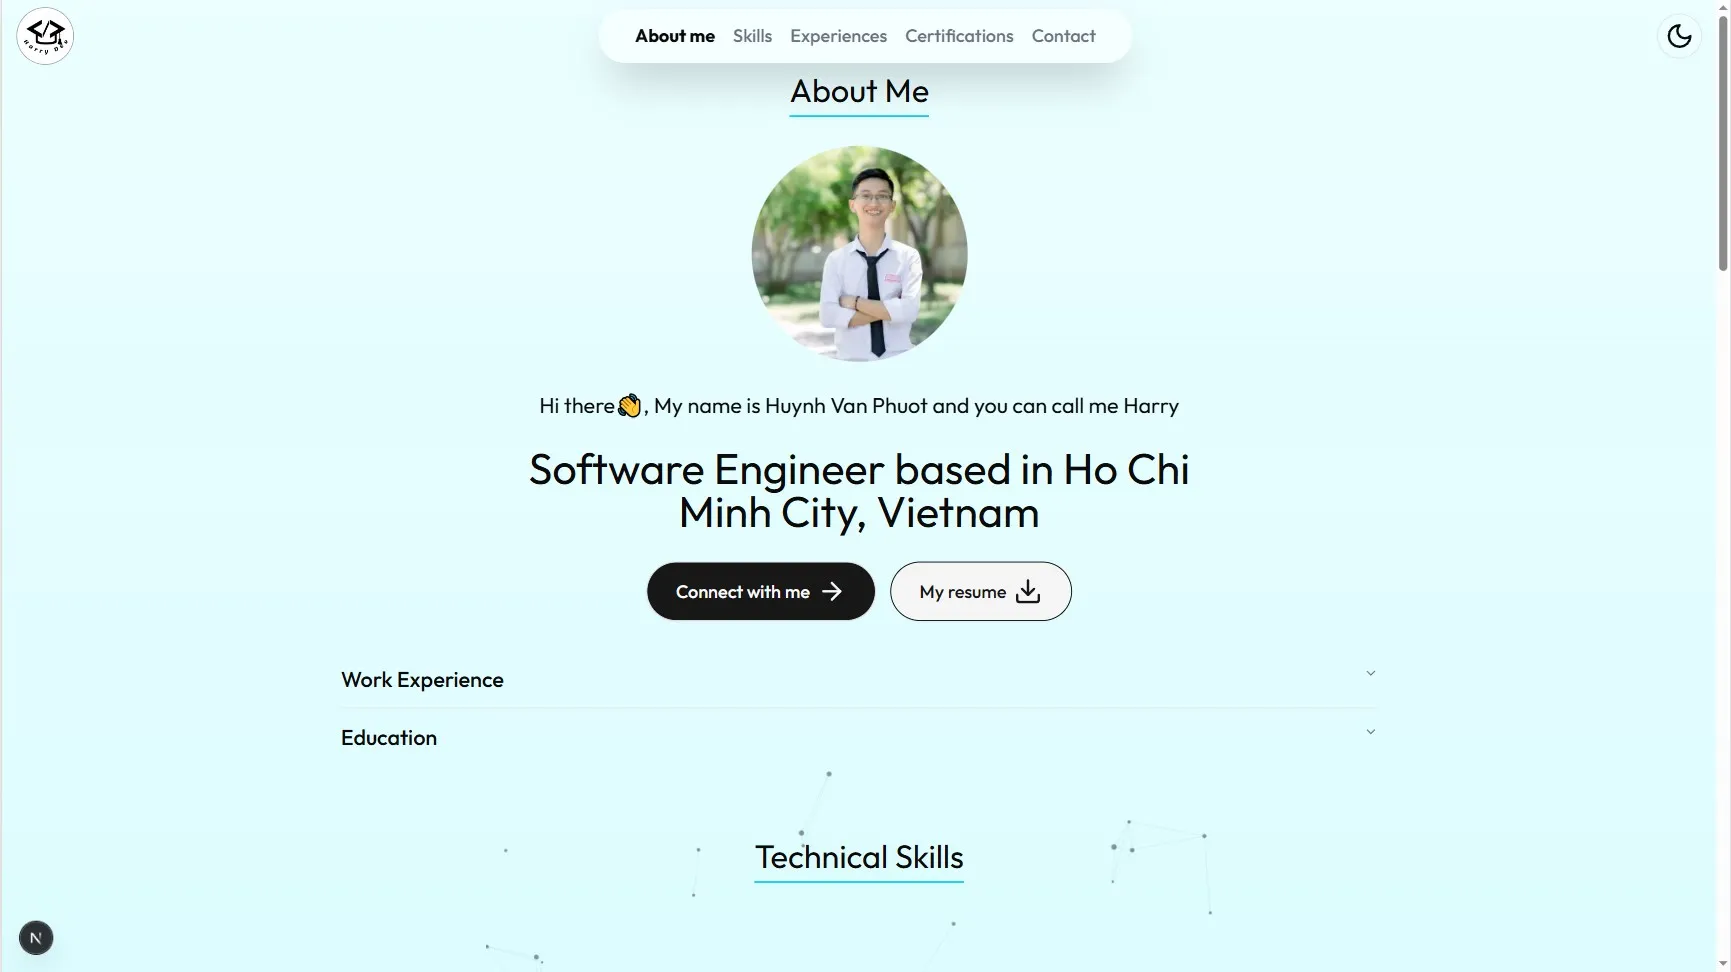 Harry Dev
About me Skills Experiences Certifications Contact
About Me
Hi there👋, My name is Huynh Van Phuot and you can call me Harry
Software Engineer based in Ho Chi
Minh City, Vietnam
Connect with me
My resume
Work Experience
Education
Technical Skills
N